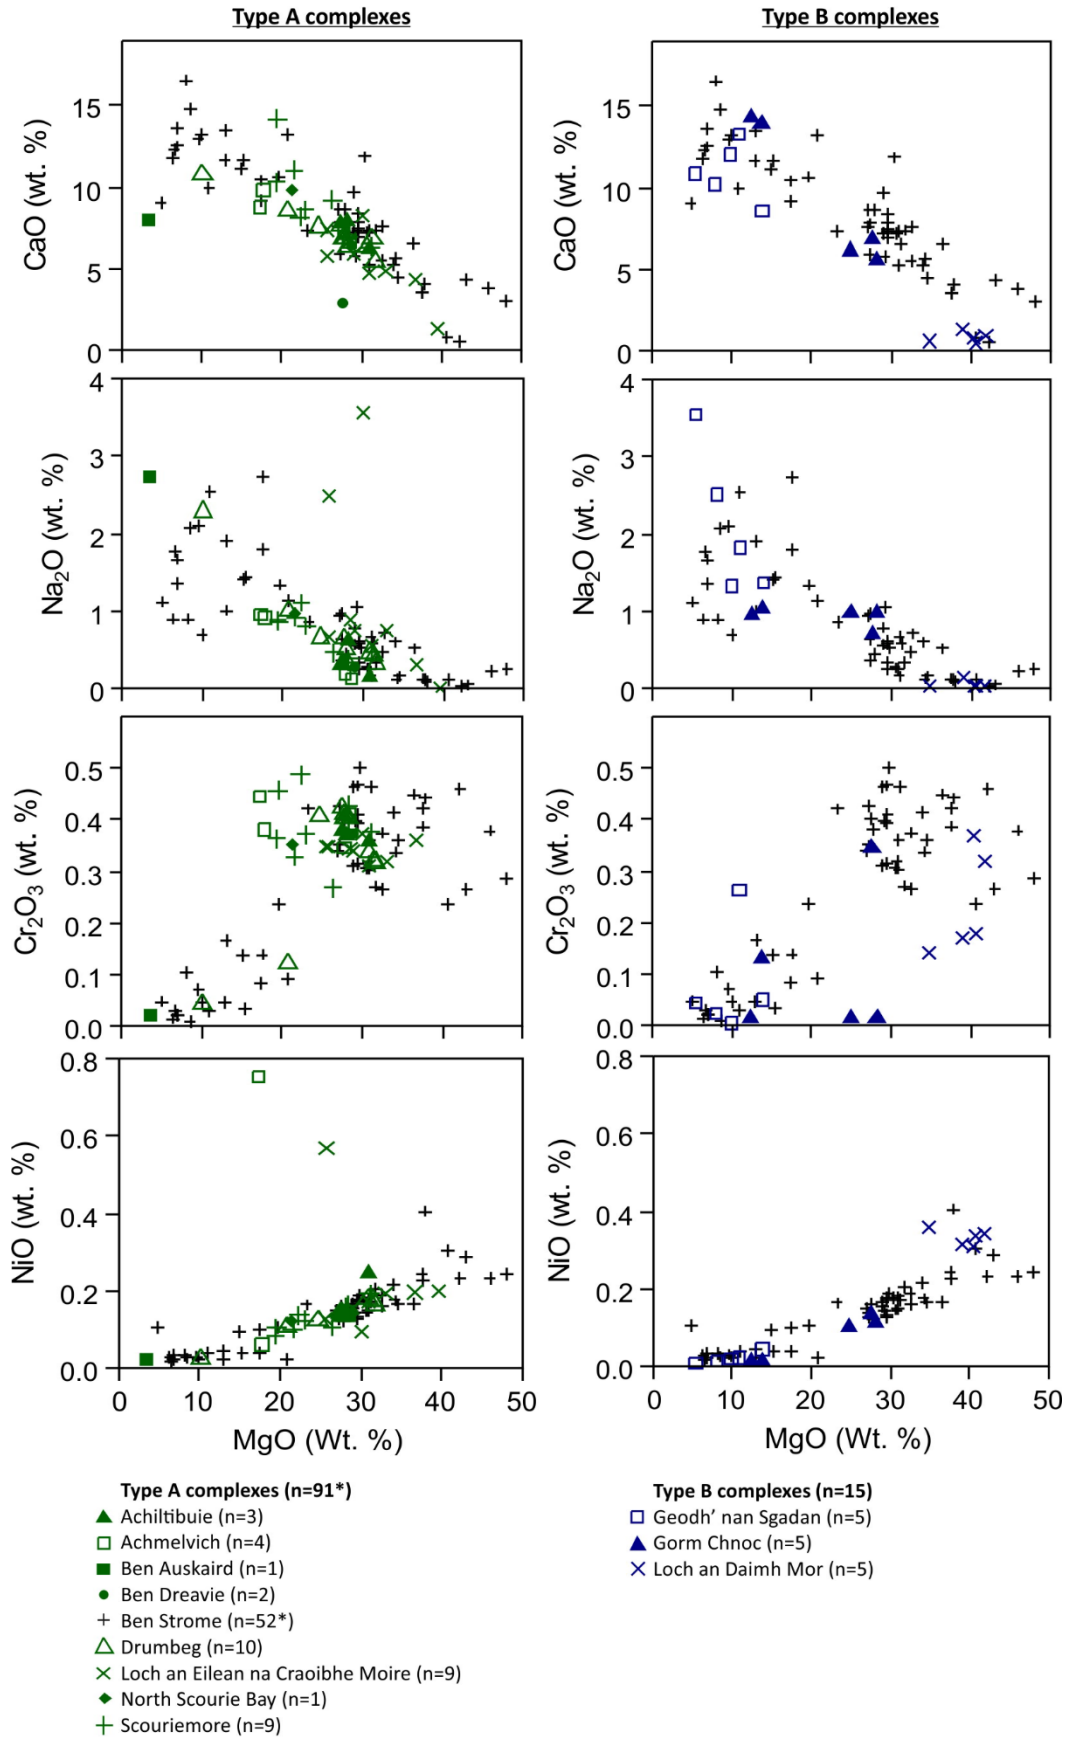 Type A complexes
Type B complexes
CaO (wt. %)
15
10
5
0
CaO (wt. %)
15
10
5
0
Na₂O (wt. %)
4
3
2
1
0
Na₂O (wt. %)
4
3
2
1
0
Cr₂O₃ (wt. %)
0.5
0.4
0.3
0.2
0.1
0.0
Cr₂O₃ (wt. %)
0.5
0.4
0.3
0.2
0.1
0.0
NiO (wt. %)
0.8
0.6
0.4
0.2
0.0
NiO (wt. %)
0.8
0.6
0.4
0.2
0.0
0 10 20 30 40 50
0 10 20 30 40 50
MgO (Wt. %)
MgO (Wt. %)
Type A complexes (n=91*)
Achiltibuie (n=3)
Achmelvich (n=4)
Ben Auskaird (n=1)
Ben Dreavie (n=2)
Ben Strome (n=52*)
Drumbeg (n=10)
Loch an Eilean na Craoibhe Moire (n=9)
North Scourie Bay (n=1)
Scouriemore (n=9)
Type B complexes (n=15)
Geodh' nan Sgadan (n=5)
Gorm Chnoc (n=5)
Loch an Daimh Mor (n=5)